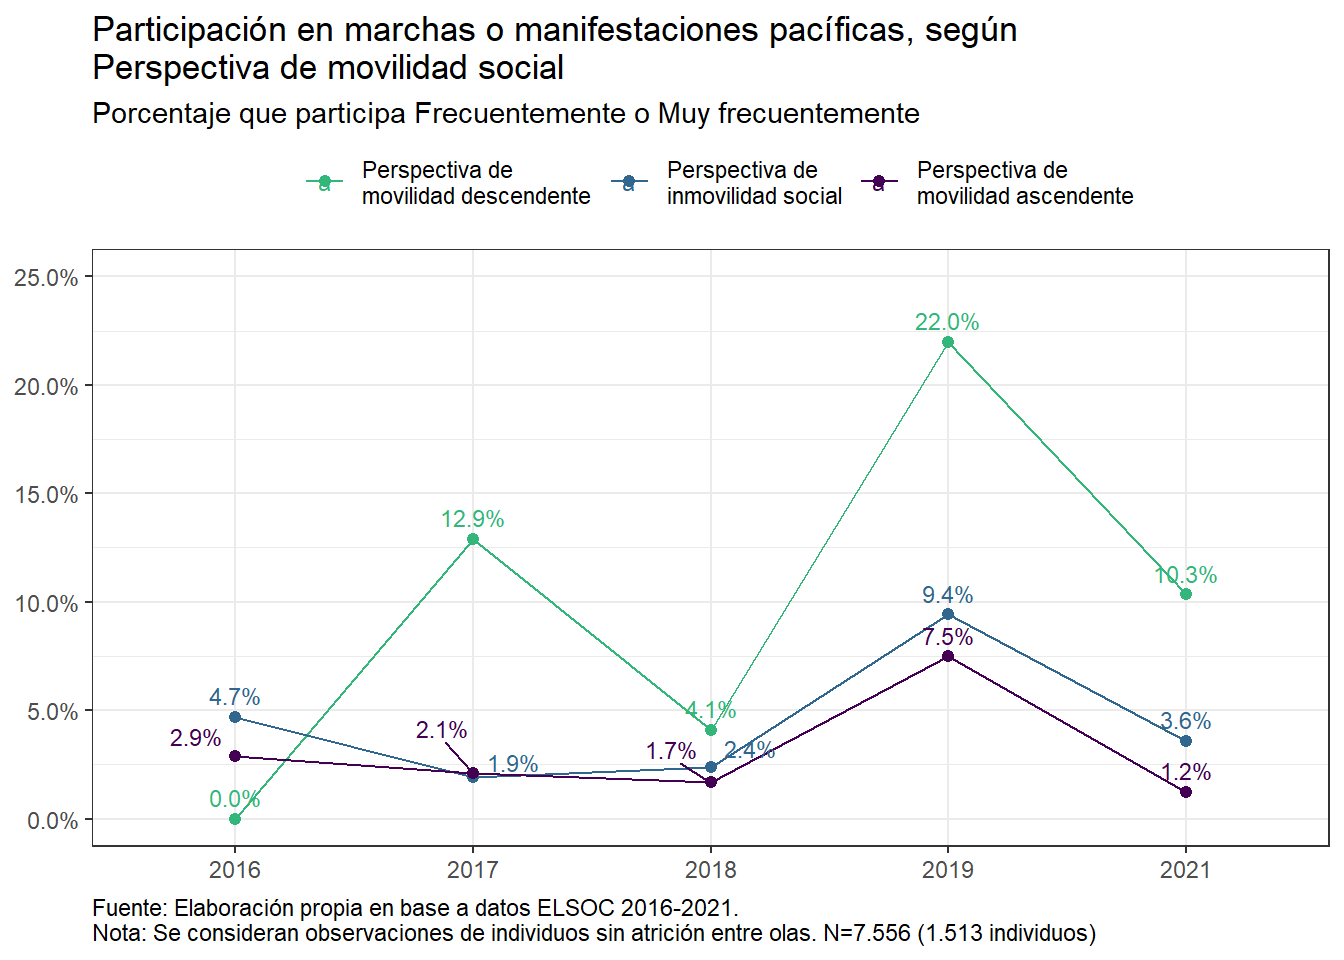 Participación en marchas o manifestaciones pacíficas, según
Perspectiva de movilidad social
Porcentaje que participa Frecuentemente o Muy frecuentemente
a Perspectiva de
movilidad descendente
a Perspectiva de
inmovilidad social
a Perspectiva de
movilidad ascendente
25.0%
20.0%
15.0%
10.0%
5.0%
0.0%
22.0%
12.9%
10.3%
9.4%
7.5%
4.7%
4.1%
3.6%
2.9%
2.1%
1.9%
1.7%
2.4%
1.2%
0.0%
2016 2017 2018 2019 2021
Fuente: Elaboración propia en base a datos ELSOC 2016-2021.
Nota: Se consideran observaciones de individuos sin atrición entre olas. N=7.556 (1.513 individuos)